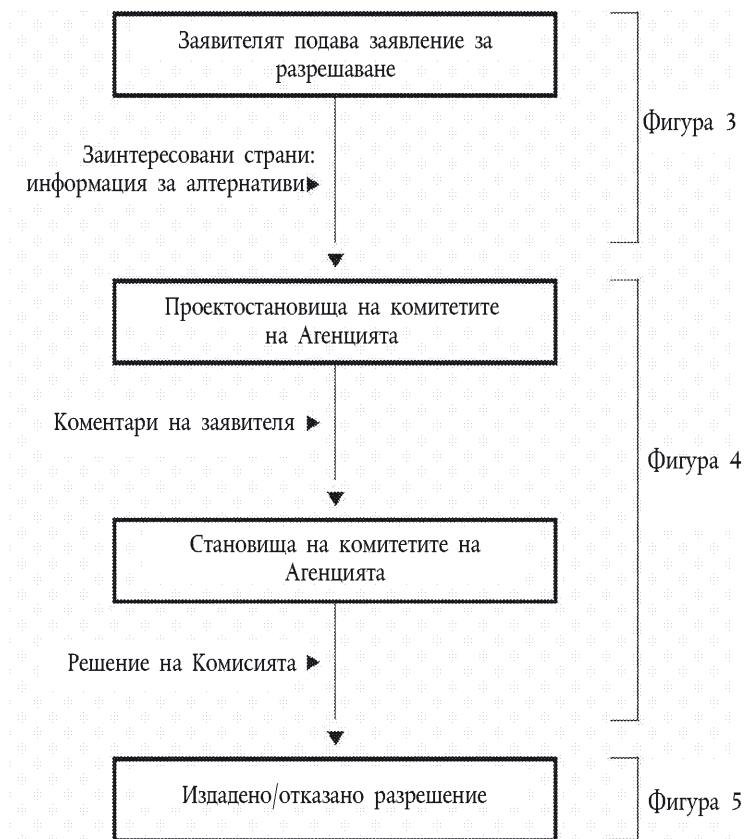 Заявителят подава заявление за
разрешаване
Фигура 3
Заинтересовани страни:
информация за алтернативи
Проектостановища на комитетите
на Агенцията
Коментари на заявителя
Фигура 4
Становища на комитетите на
Агенцията
Решение на Комисията
Издадено/отказано разрешение
Фигура 5